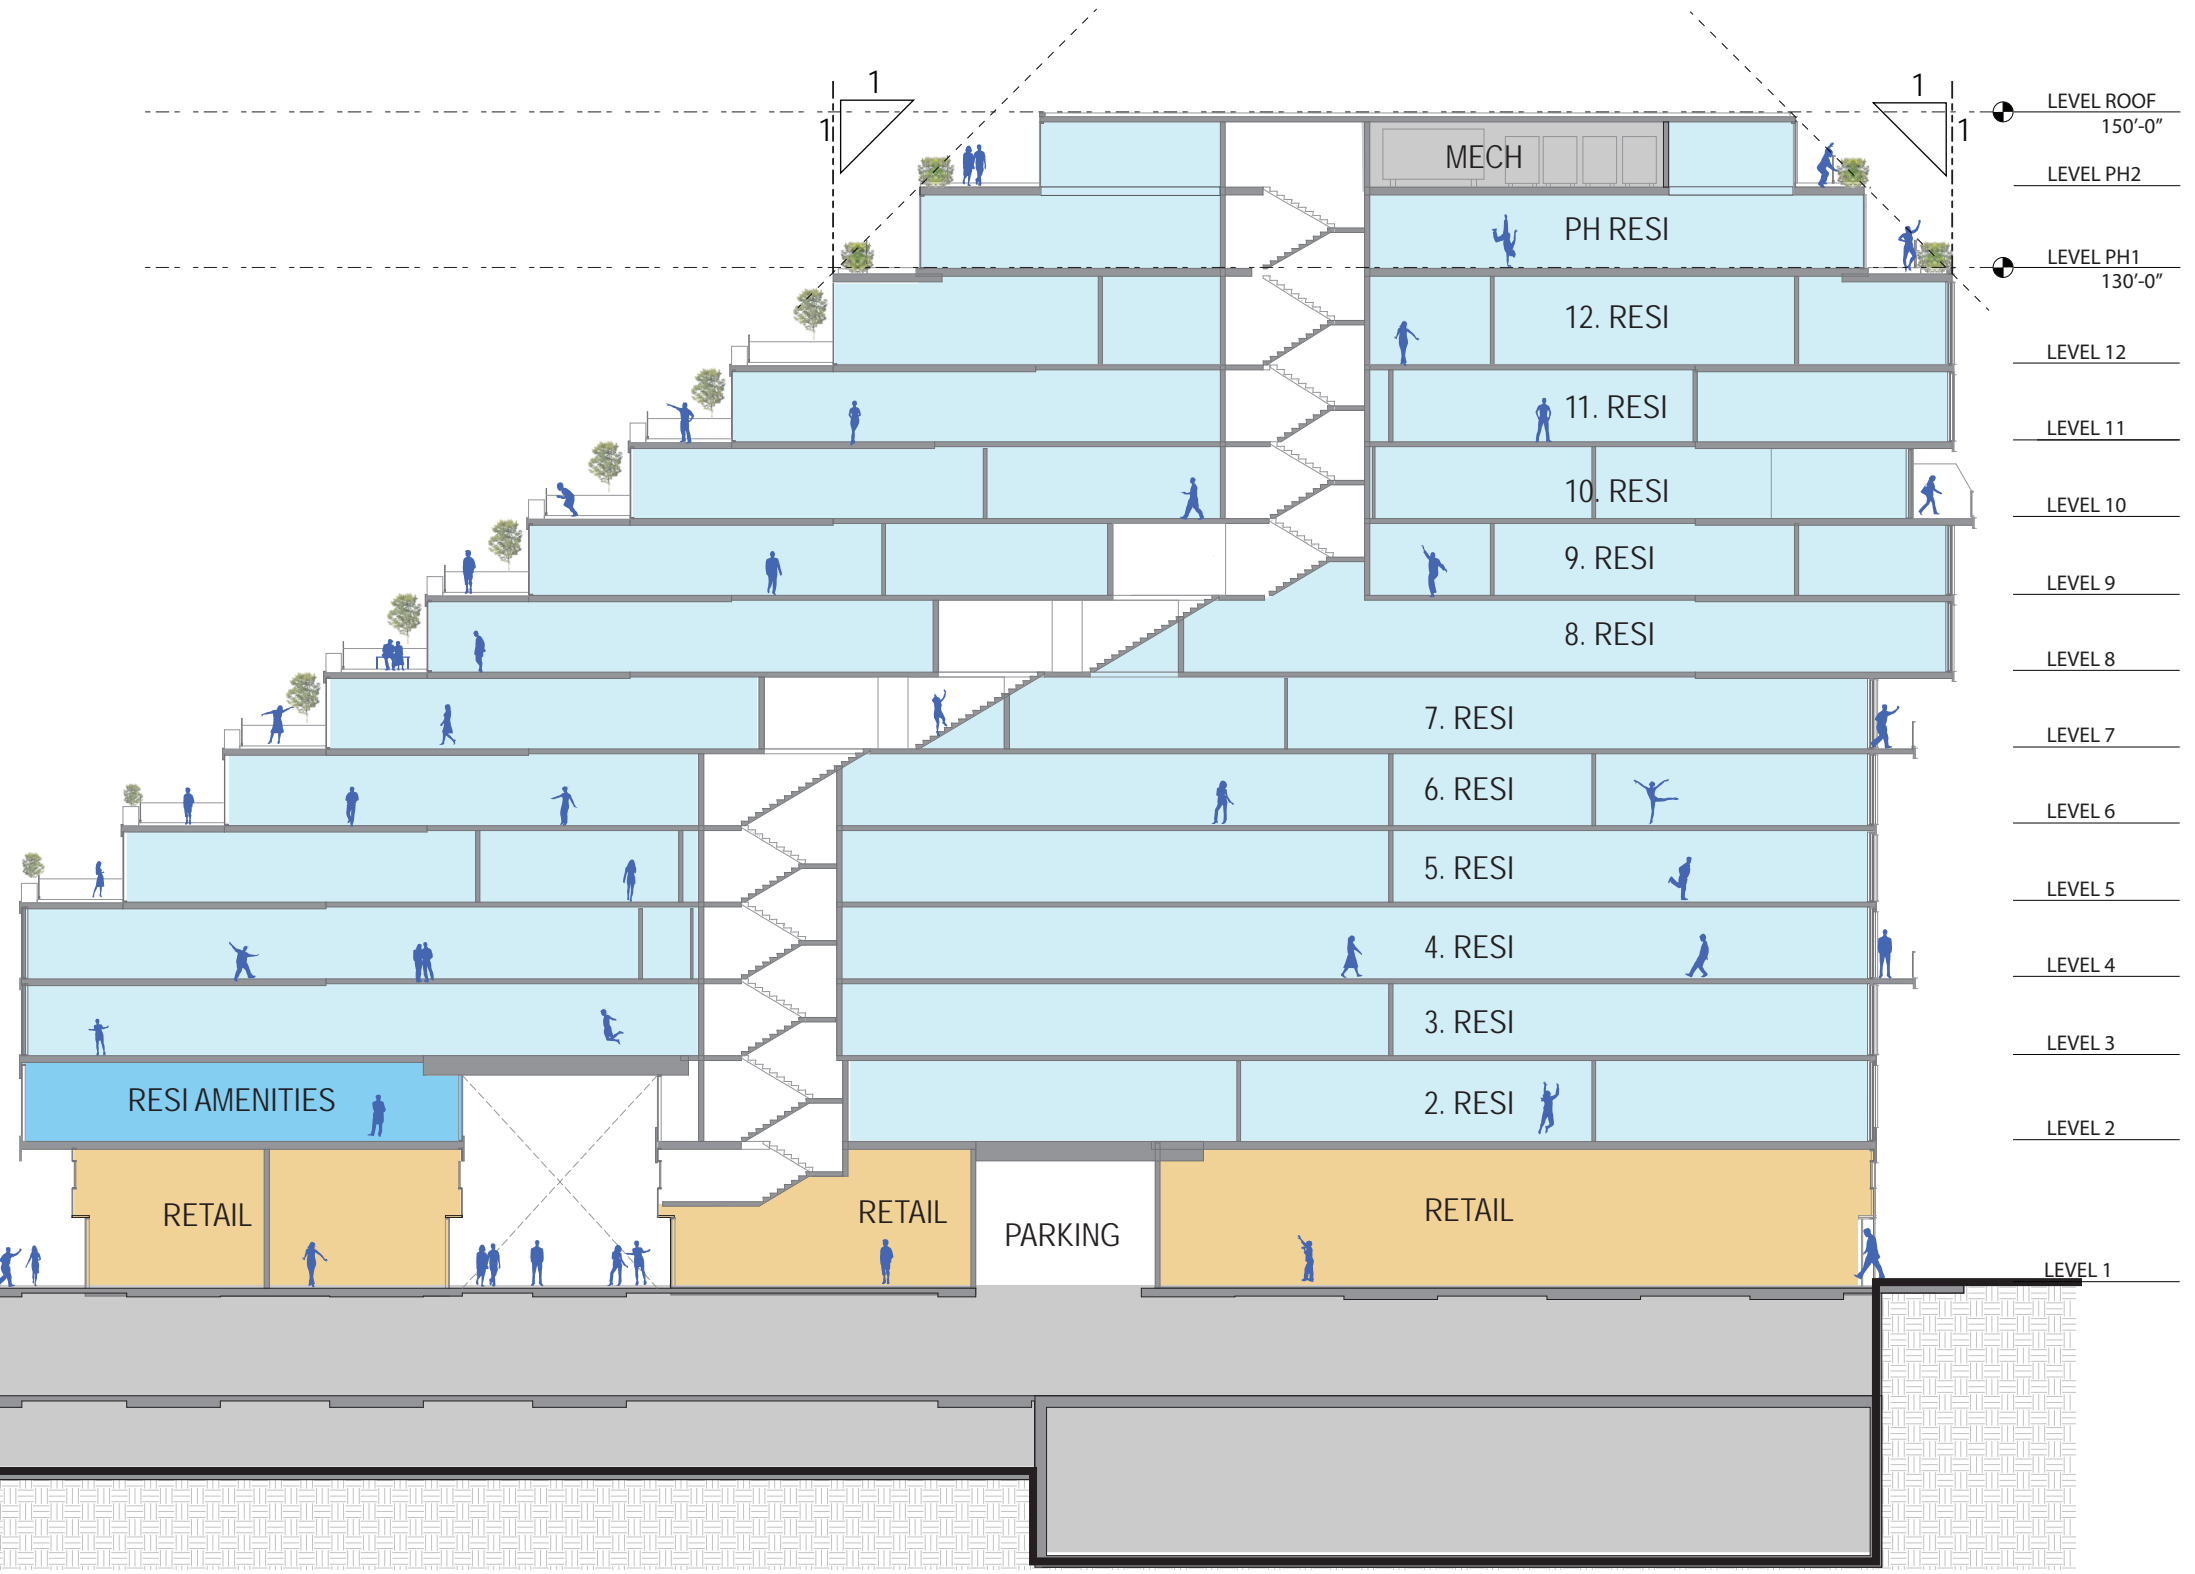 1
1
1
1
LEVEL ROOF
150'-0"
MECH
LEVEL PH2
PH RESI
LEVEL PH1
130'-0"
12. RESI
LEVEL 12
11. RESI
LEVEL 11
10. RESI
LEVEL 10
9. RESI
LEVEL 9
8. RESI
LEVEL 8
7. RESI
LEVEL 7
6. RESI
LEVEL 6
5. RESI
LEVEL 5
4. RESI
LEVEL 4
3. RESI
LEVEL 3
RESI AMENITIES
2. RESI
LEVEL 2
RETAIL
RETAIL
PARKING
RETAIL
LEVEL 1